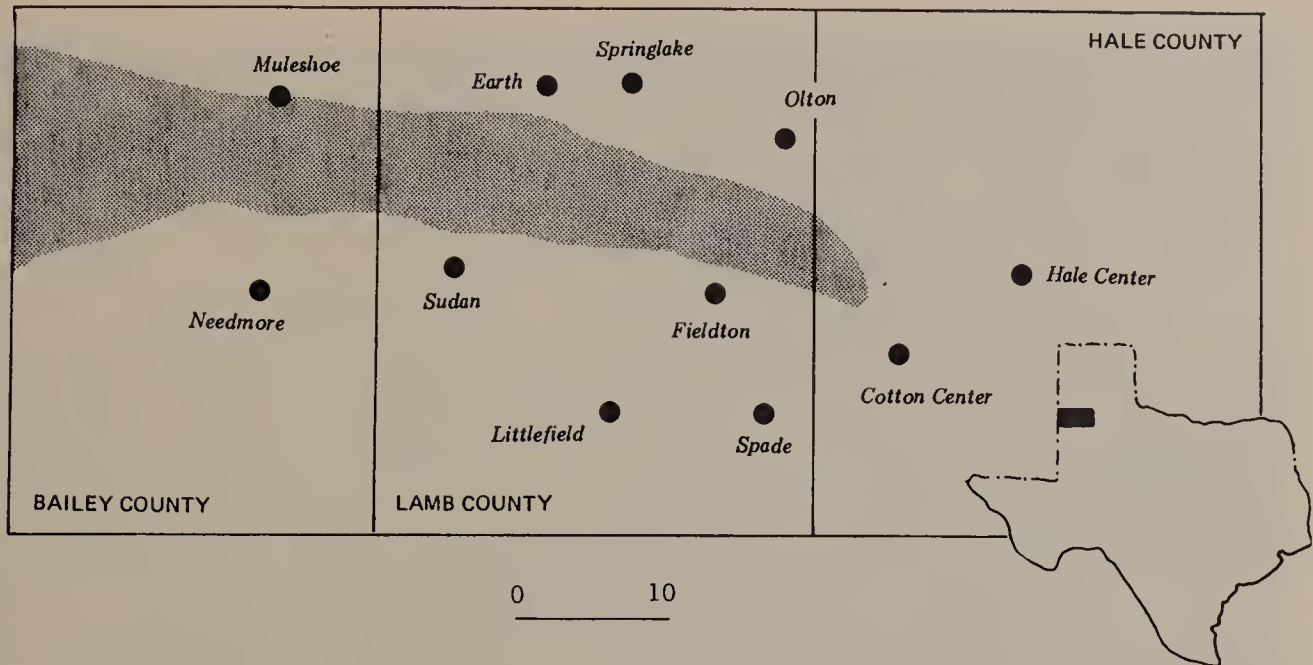 HALE COUNTY
Springlake
Muleshoe
Earth
Olton
Hale Center
Sudan
Needmore
Fieldton
Cotton Center
Littlefield
Spade
BAILEY COUNTY
LAMB COUNTY
0 10